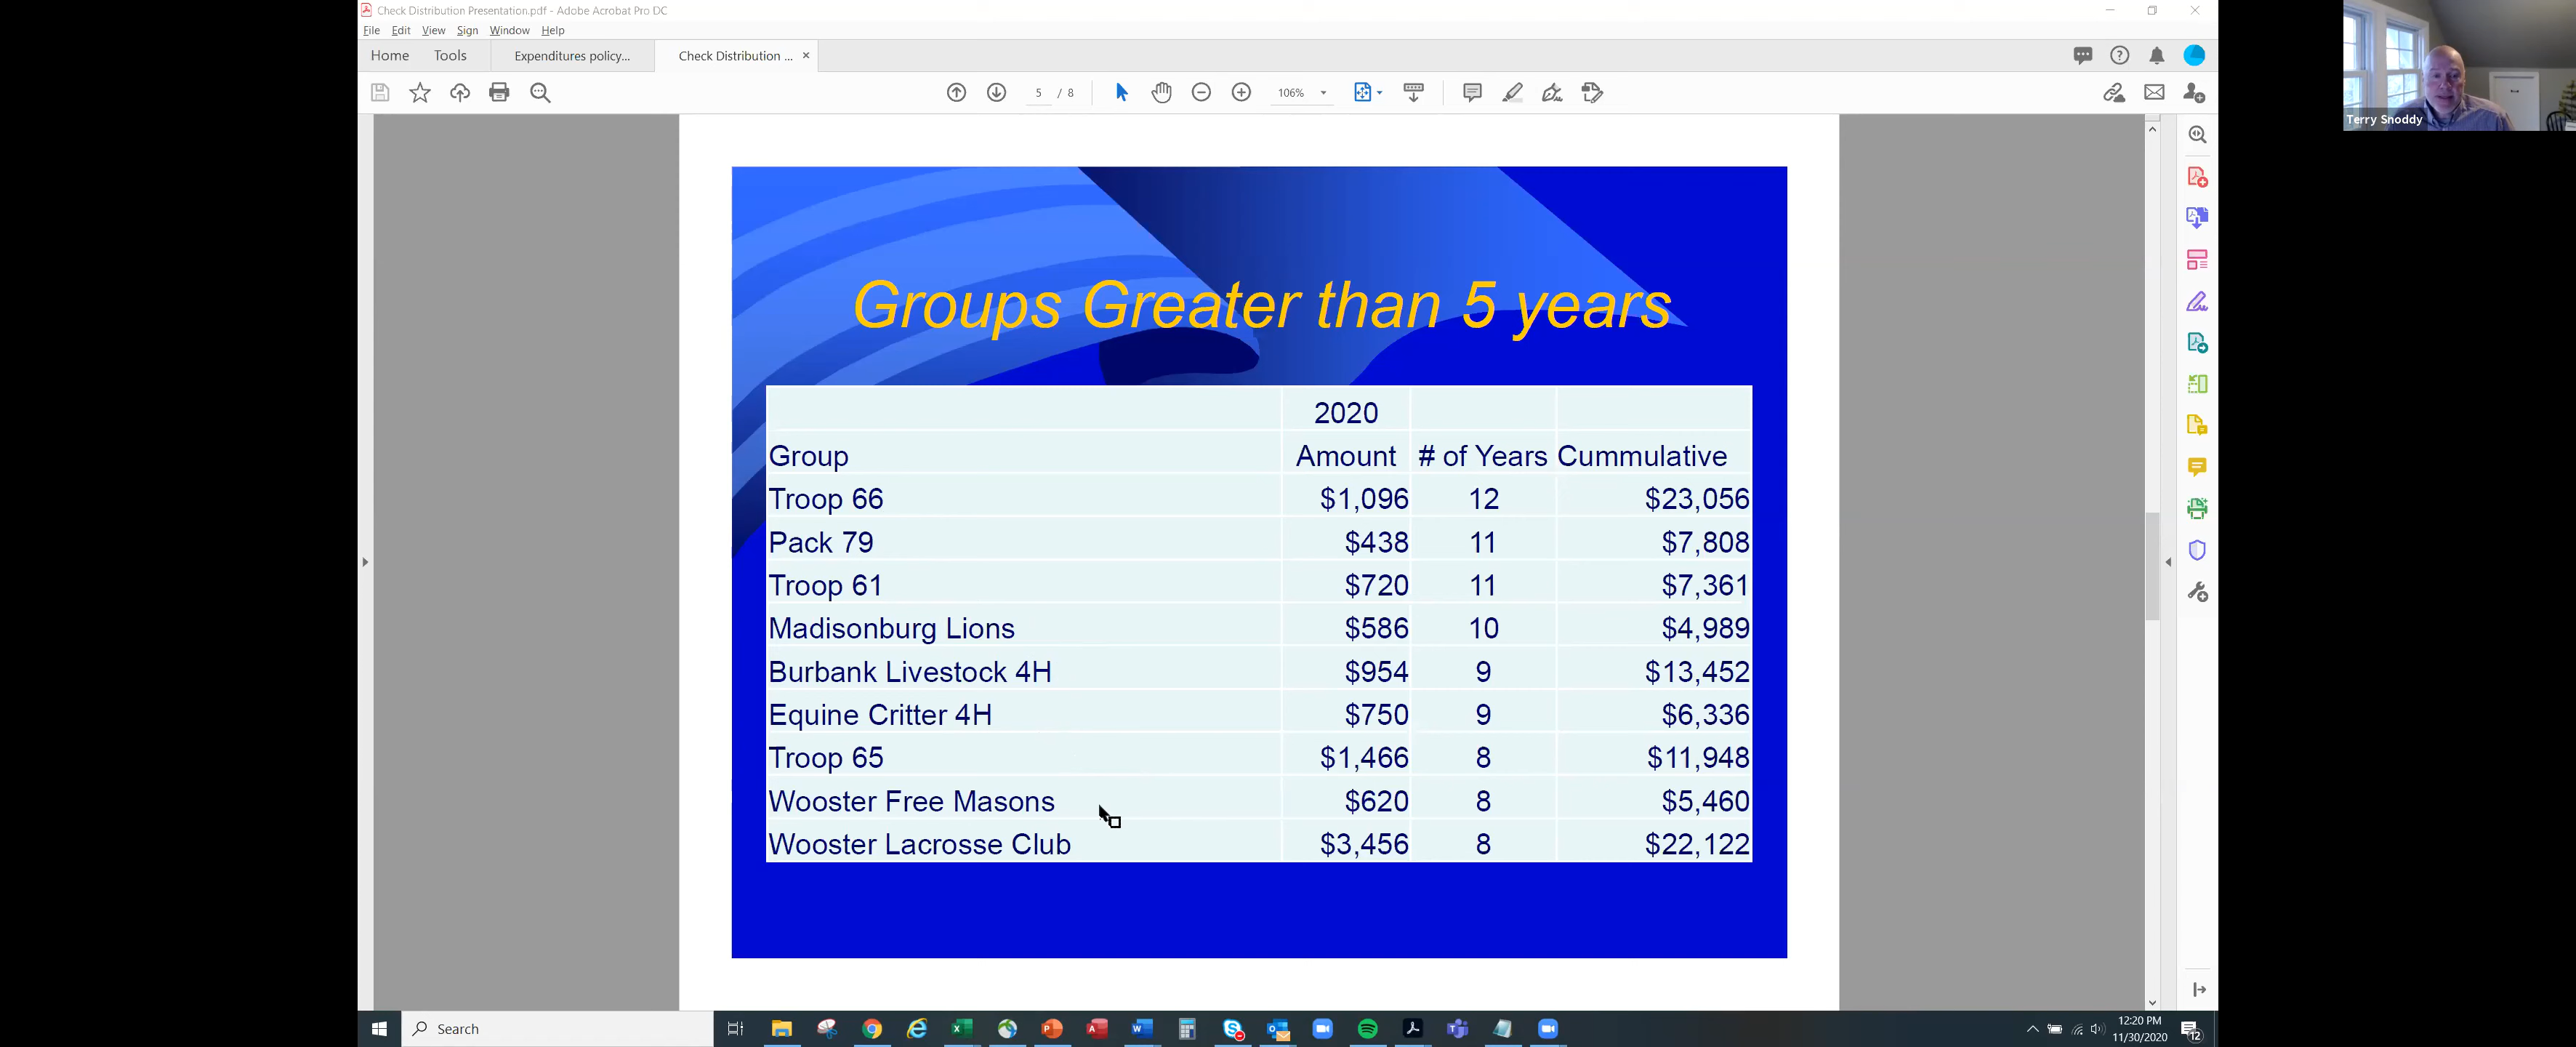 Check Distribution Presentation.pdf - Adobe Acrobat Pro DC
File Edit View Sign Window Help
Home Tools Expenditures policy... Check Distribution ... ×
5 / 8 106%
Terry Snoddy
Groups Greater than 5 years
2020
Group Amount # of Years Cummulative
Troop 66 $1,096 12 $23,056
Pack 79 $438 11 $7,808
Troop 61 $720 11 $7,361
Madisonburg Lions $586 10 $4,989
Burbank Livestock 4H $954 9 $13,452
Equine Critter 4H $750 9 $6,336
Troop 65 $1,466 8 $11,948
Wooster Free Masons $620 8 $5,460
Wooster Lacrosse Club $3,456 8 $22,122
Search
12:20 PM
11/30/2020
12